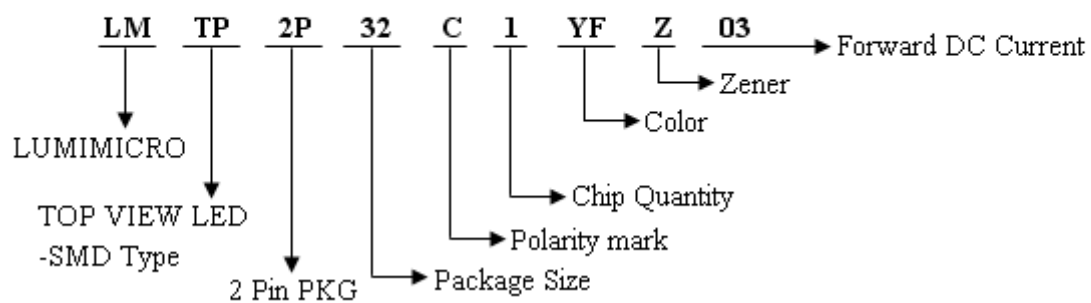 LM TP 2P 32 C 1 YF Z 03
Forward DC Current
Zener
Color
LUMIMICRO
Chip Quantity
TOP VIEW LED
Polarity mark
-SMD Type
Package Size
2 Pin PKG